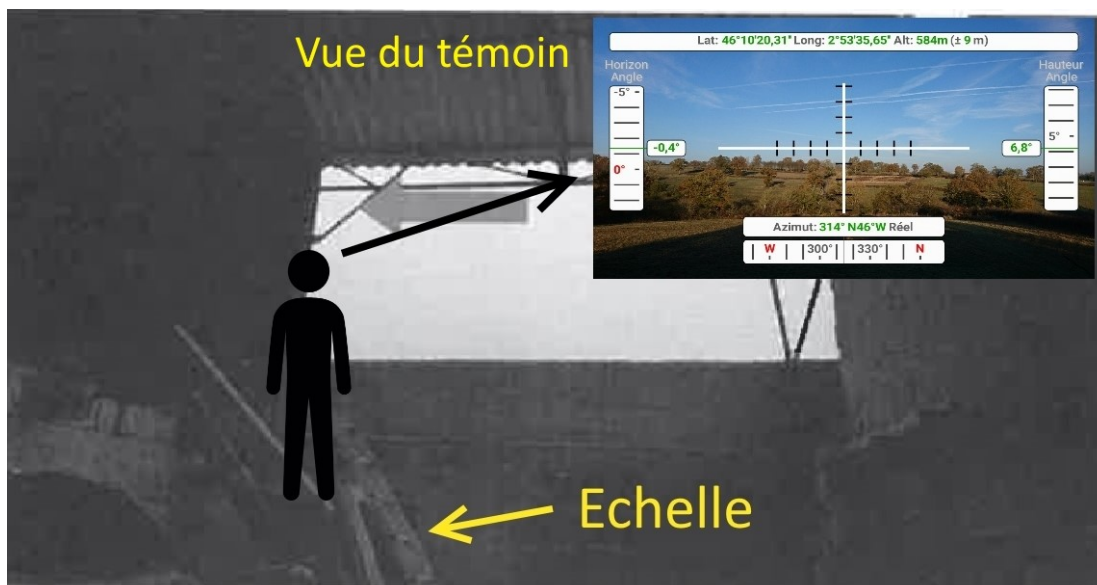 Vue du témoin
Lat: 46°10'20,31" Long: 2°53'35,65" Alt: 584m (± 9 m)
Horizon
Angle
Hauteur
Angle
-5°
5°
-0,4°
6,8°
0°
Azimut: 314° N46°W Réel
W 300° 330° N
Echelle